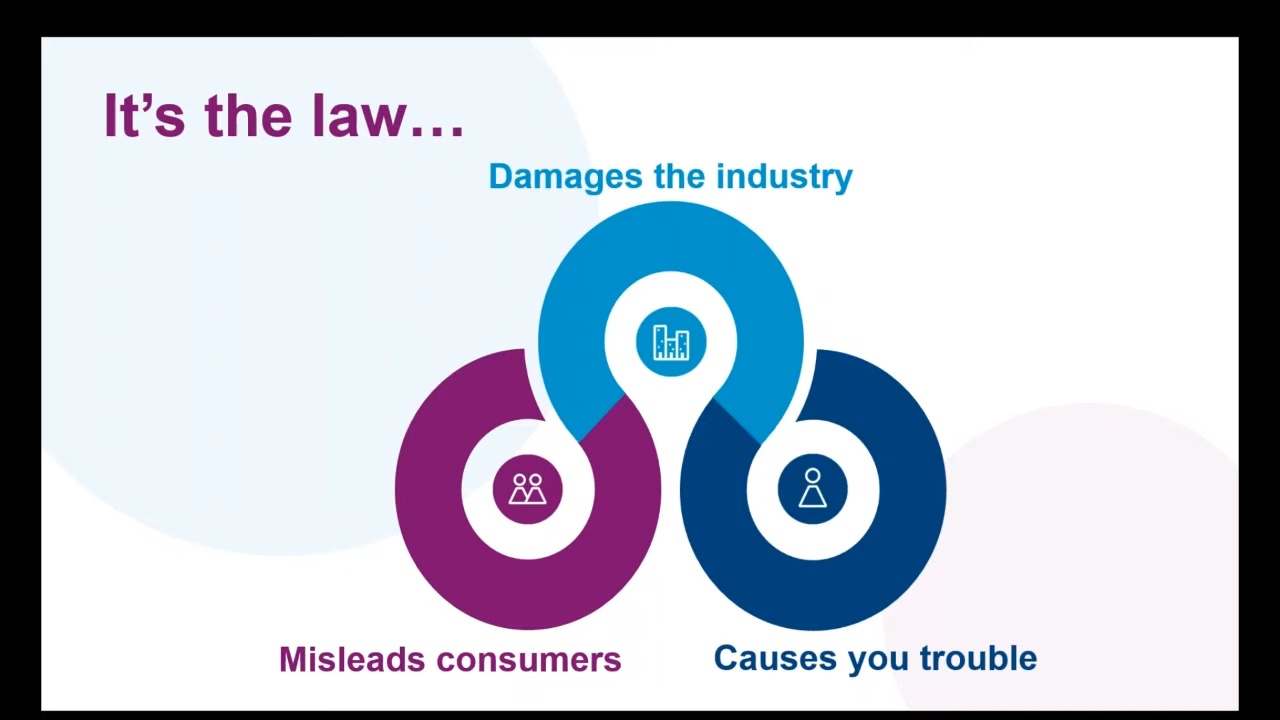 It’s the law…
Damages the industry
Misleads consumers
Causes you trouble